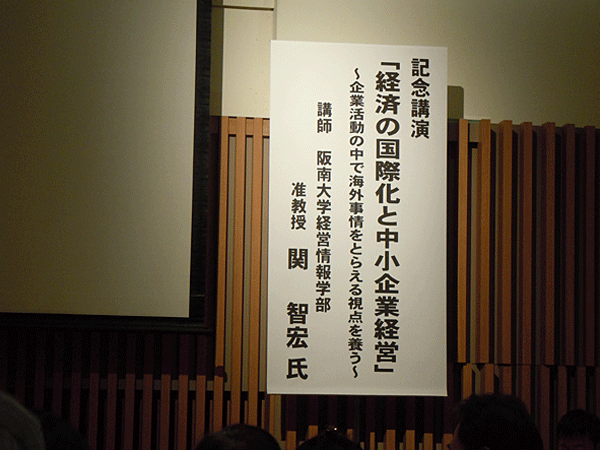 記念講演
「経済の国際化と中小企業経営」
～企業活動の中で海外事情をとらえる視点を養う～
講師　阪南大学経営情報学部
准教授　関　智宏 氏